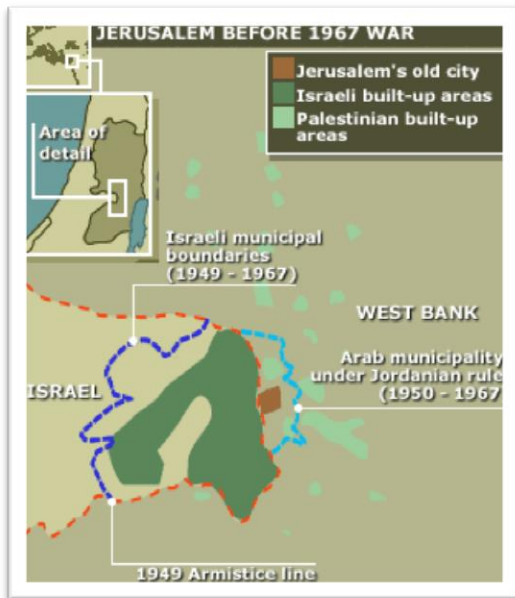 JERUSALEM BEFORE 1967 WAR
Jerusalem's old city
Israeli built-up areas
Palestinian built-up
areas
Area of
detail
Israeli municipal
boundaries
(1949 - 1967)
WEST BANK
Arab municipality
under Jordanian rule
(1950 - 1967
ISRAEL
1949 Armistice line